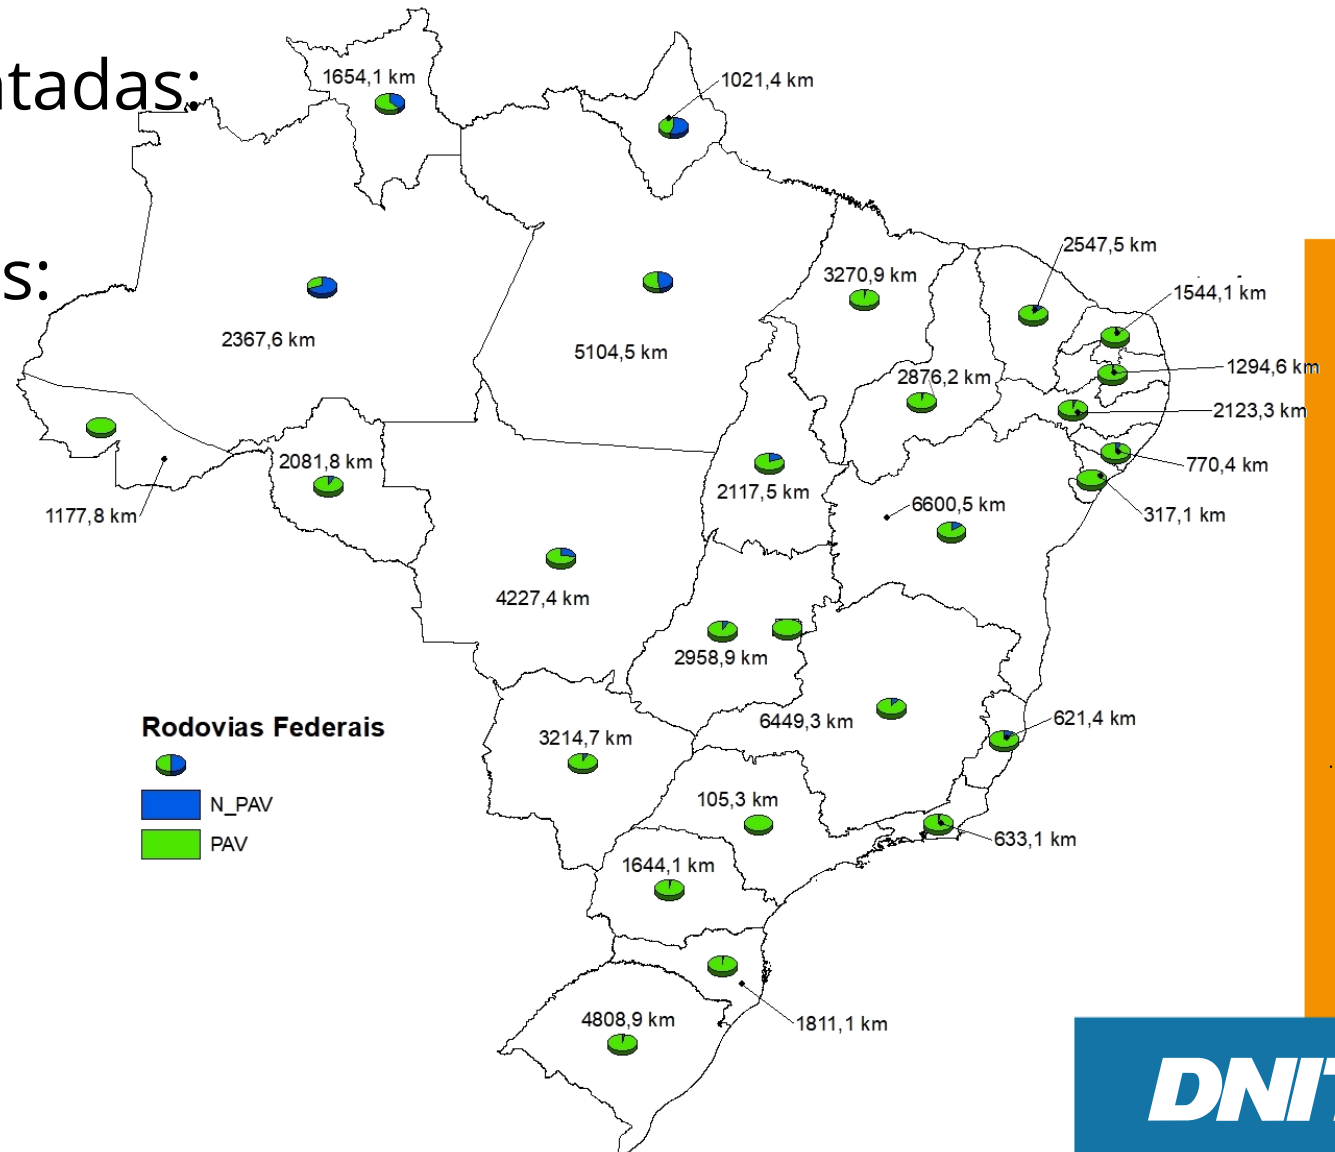 ntadas:
1654,1 km
1021,4 km
2547,5 km
s:
3270,9 km
1544,1 km
2367,6 km
5104,5 km
1294,6 km
2876,2 km
2123,3 km
2081,8 km
770,4 km
2117,5 km
6600,5 km
1177,8 km
317,1 km
4227,4 km
2958,9 km
Rodovias Federais
6449,3 km
621,4 km
3214,7 km
N_PAV
105,3 km
PAV
633,1 km
1644,1 km
4808,9 km
1811,1 km
DNIT